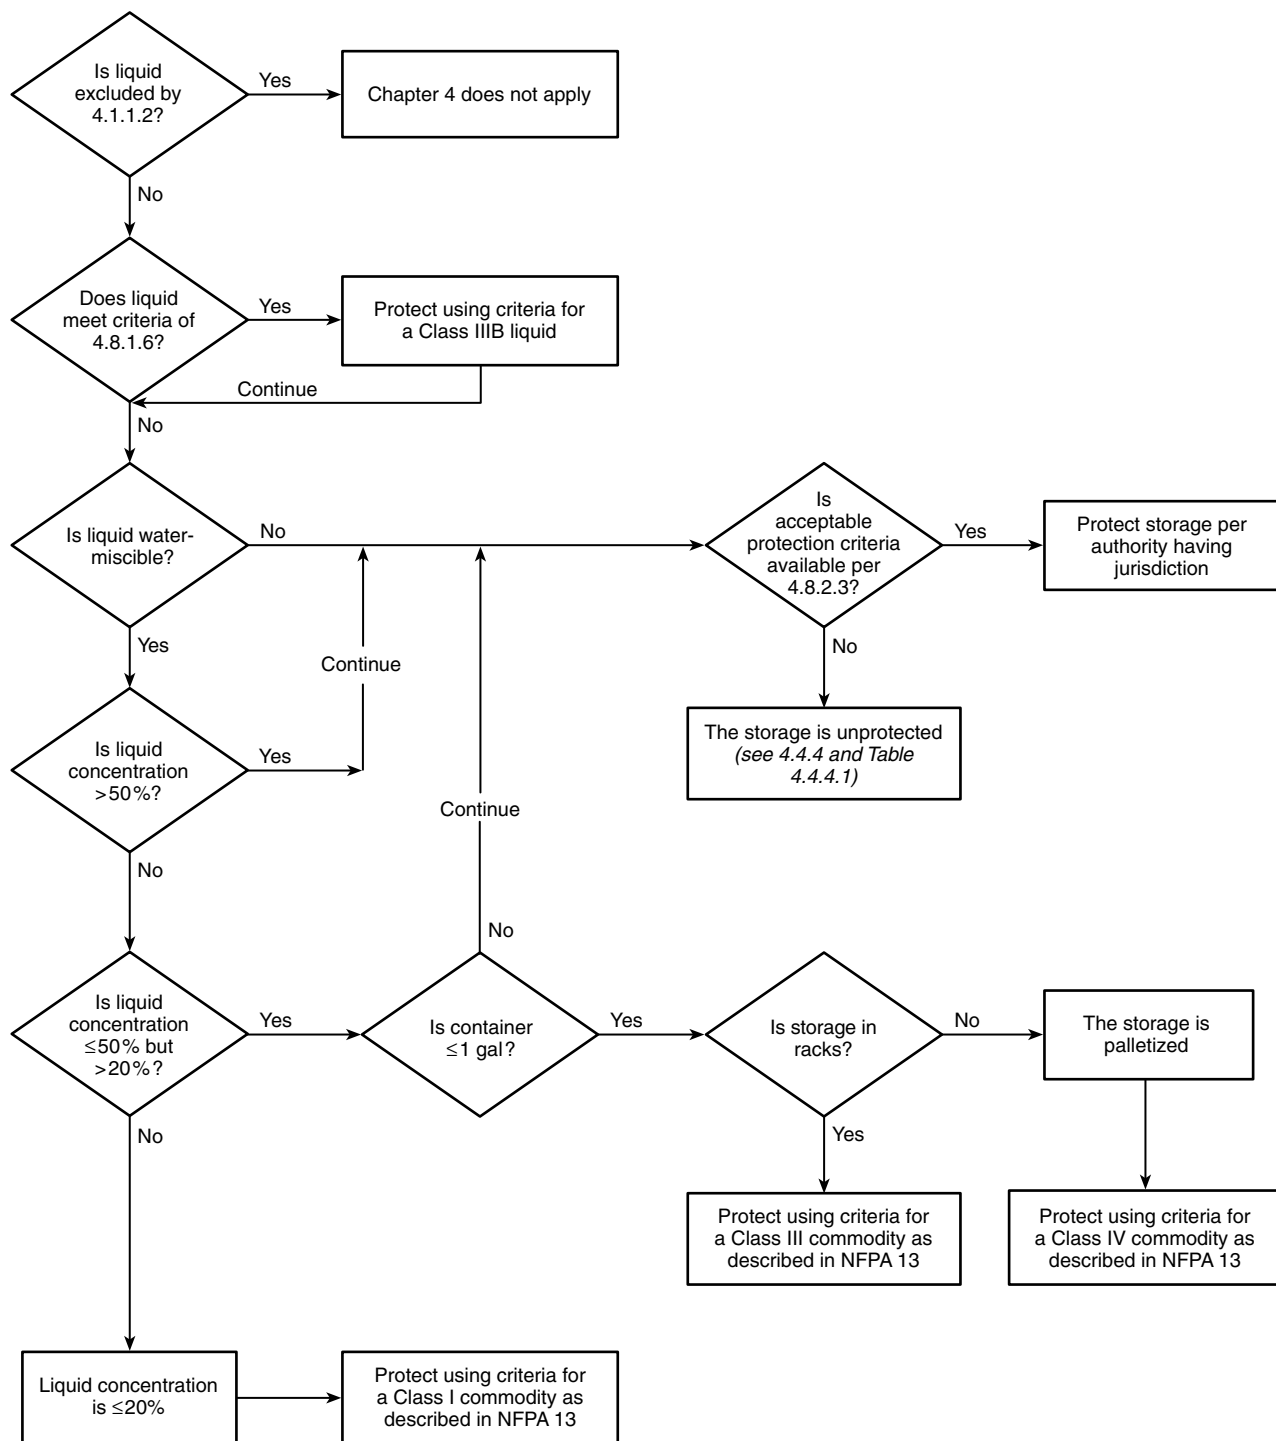 Is liquid
excluded by
4.1.1.2?
Yes
Chapter 4 does not apply
No
Does liquid
meet criteria of
4.8.1.6?
Yes
Protect using criteria for
a Class IIIB liquid
Continue
No
Is liquid water-
miscible?
No
Is
acceptable
protection criteria
available per
4.8.2.3?
Yes
Protect storage per
authority having
jurisdiction
Yes
Continue
No
The storage is unprotected
(see 4.4.4 and Table
4.4.4.1)
Is liquid
concentration
>50%?
Yes
Continue
No
No
Is liquid
concentration
≤50% but
>20%?
Yes
Is container
≤1 gal?
Yes
Is storage in
racks?
No
The storage is
palletized
No
Yes
Protect using criteria for
a Class III commodity as
described in NFPA 13
Protect using criteria for
a Class IV commodity as
described in NFPA 13
Liquid concentration
is ≤20%
Protect using criteria for
a Class I commodity as
described in NFPA 13